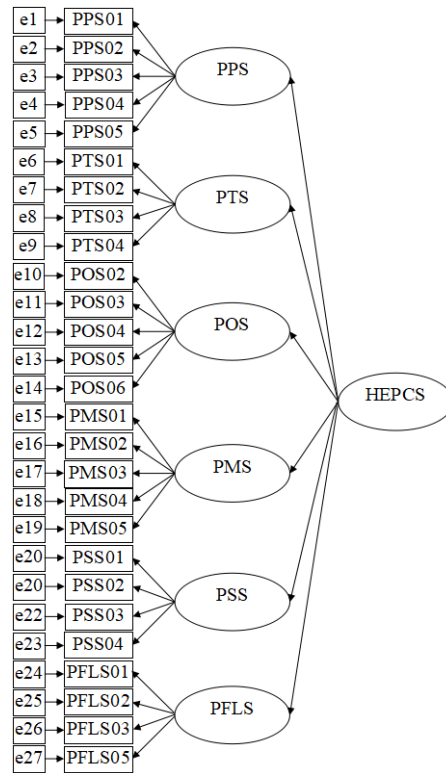 e1 PPS01
e2 PPS02
e3 PPS03
PPS
e4 PPS04
e5 PPS05
e6 PTS01
e7 PTS02
PTS
e8 PTS03
e9 PTS04
e10 POS02
e11 POS03
e12 POS04
POS
e13 POS05
e14 POS06
HEPCS
e15 PMS01
e16 PMS02
e17 PMS03
PMS
e18 PMS04
e19 PMS05
e20 PSS01
e20 PSS02
PSS
e22 PSS03
e23 PSS04
e24 PFLS01
e25 PFLS02
PFLS
e26 PFLS03
e27 PFLS05